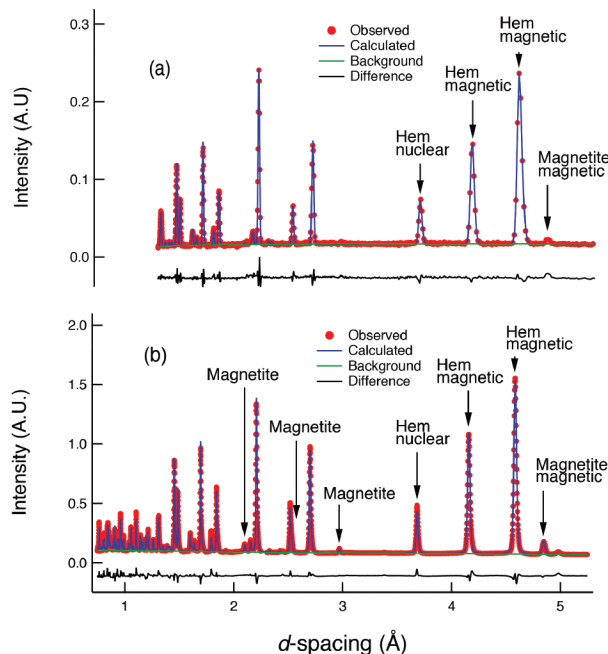 Observed
Calculated
Background
Difference
(a)
Hem
magnetic
Hem
magnetic
Hem
nuclear
Magnetite
magnetic
Intensity (A.U)
0.3
0.2
0.1
0.0
Observed
Calculated
Background
Difference
(b)
Magnetite
Magnetite
Magnetite
Hem
nuclear
Hem
magnetic
Hem
magnetic
Magnetite
magnetic
Intensity (A.U.)
2.0
1.5
1.0
0.5
0.0
1 2 3 4 5
d-spacing (Å)